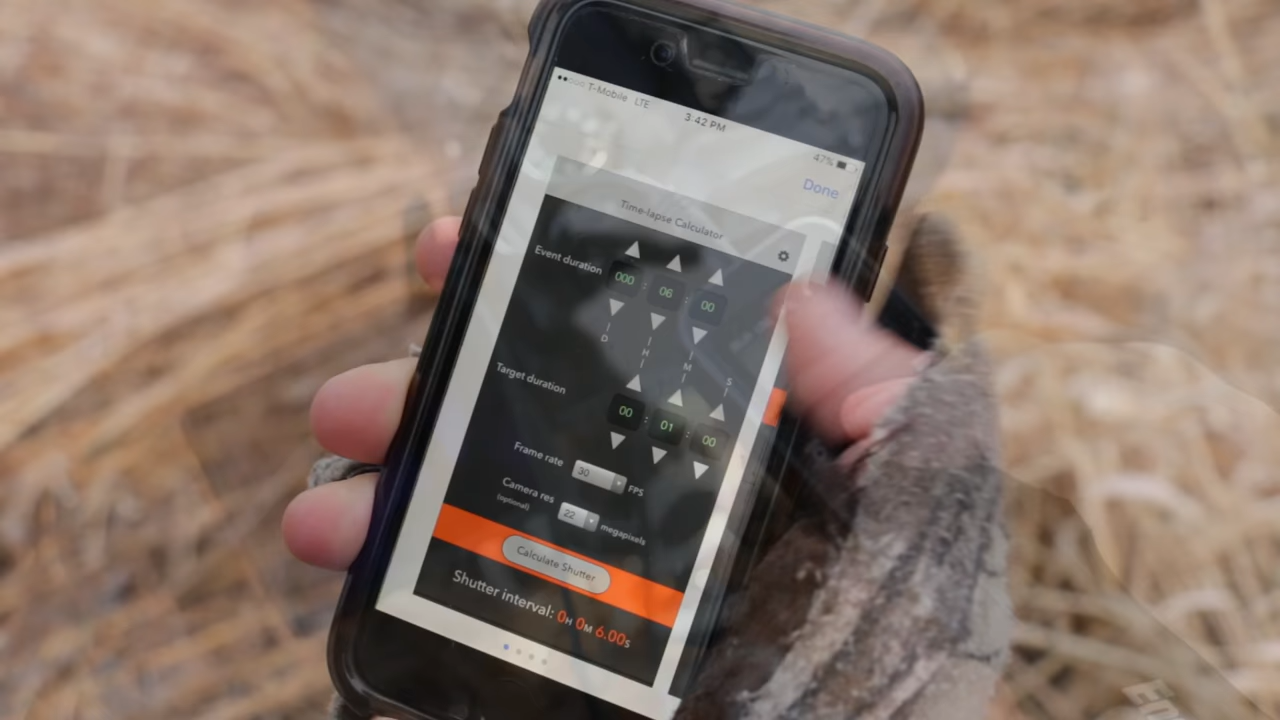 T-Mobile LTE
3:42 PM
47%
Done
Time-lapse Calculator
Event duration
000 : 06 : 00
D
H
M
S
Target duration
00 : 01 : 00
Frame rate 30 FPS
Camera res 22 megapixels
(optional)
Calculate Shutter
Shutter interval: 0H 0M 6.00s